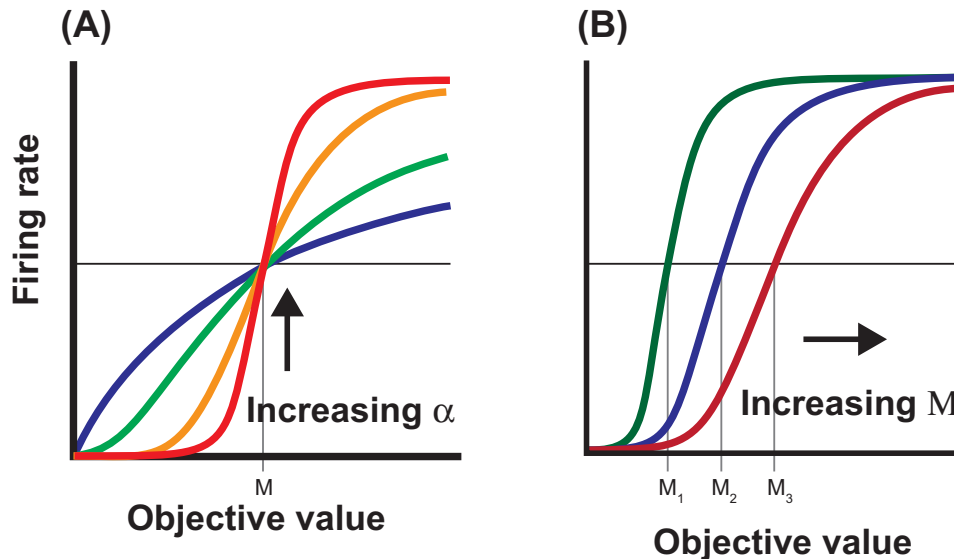 (A)
Firing rate
Increasing α
M
Objective value
(B)
Increasing M
M₁ M₂ M₃
Objective value